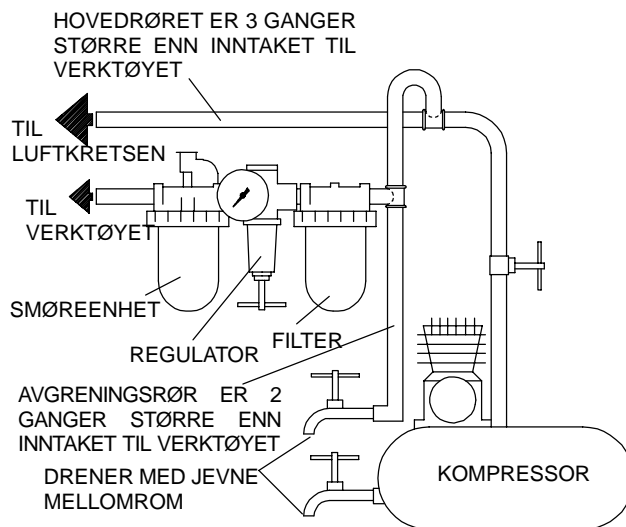 HOVEDRØRET ER 3 GANGER
STØRRE ENN INNTAKET TIL
VERKTØYET
TIL
LUFTKRETSEN
TIL
VERKTØYET
SMØREENHET
REGULATOR
FILTER
AVGRENINGSRØR ER 2
GANGER STØRRE ENN
INNTAKET TIL VERKTØYET
DRENER MED JEVNE
MELLOMROM
KOMPRESSOR